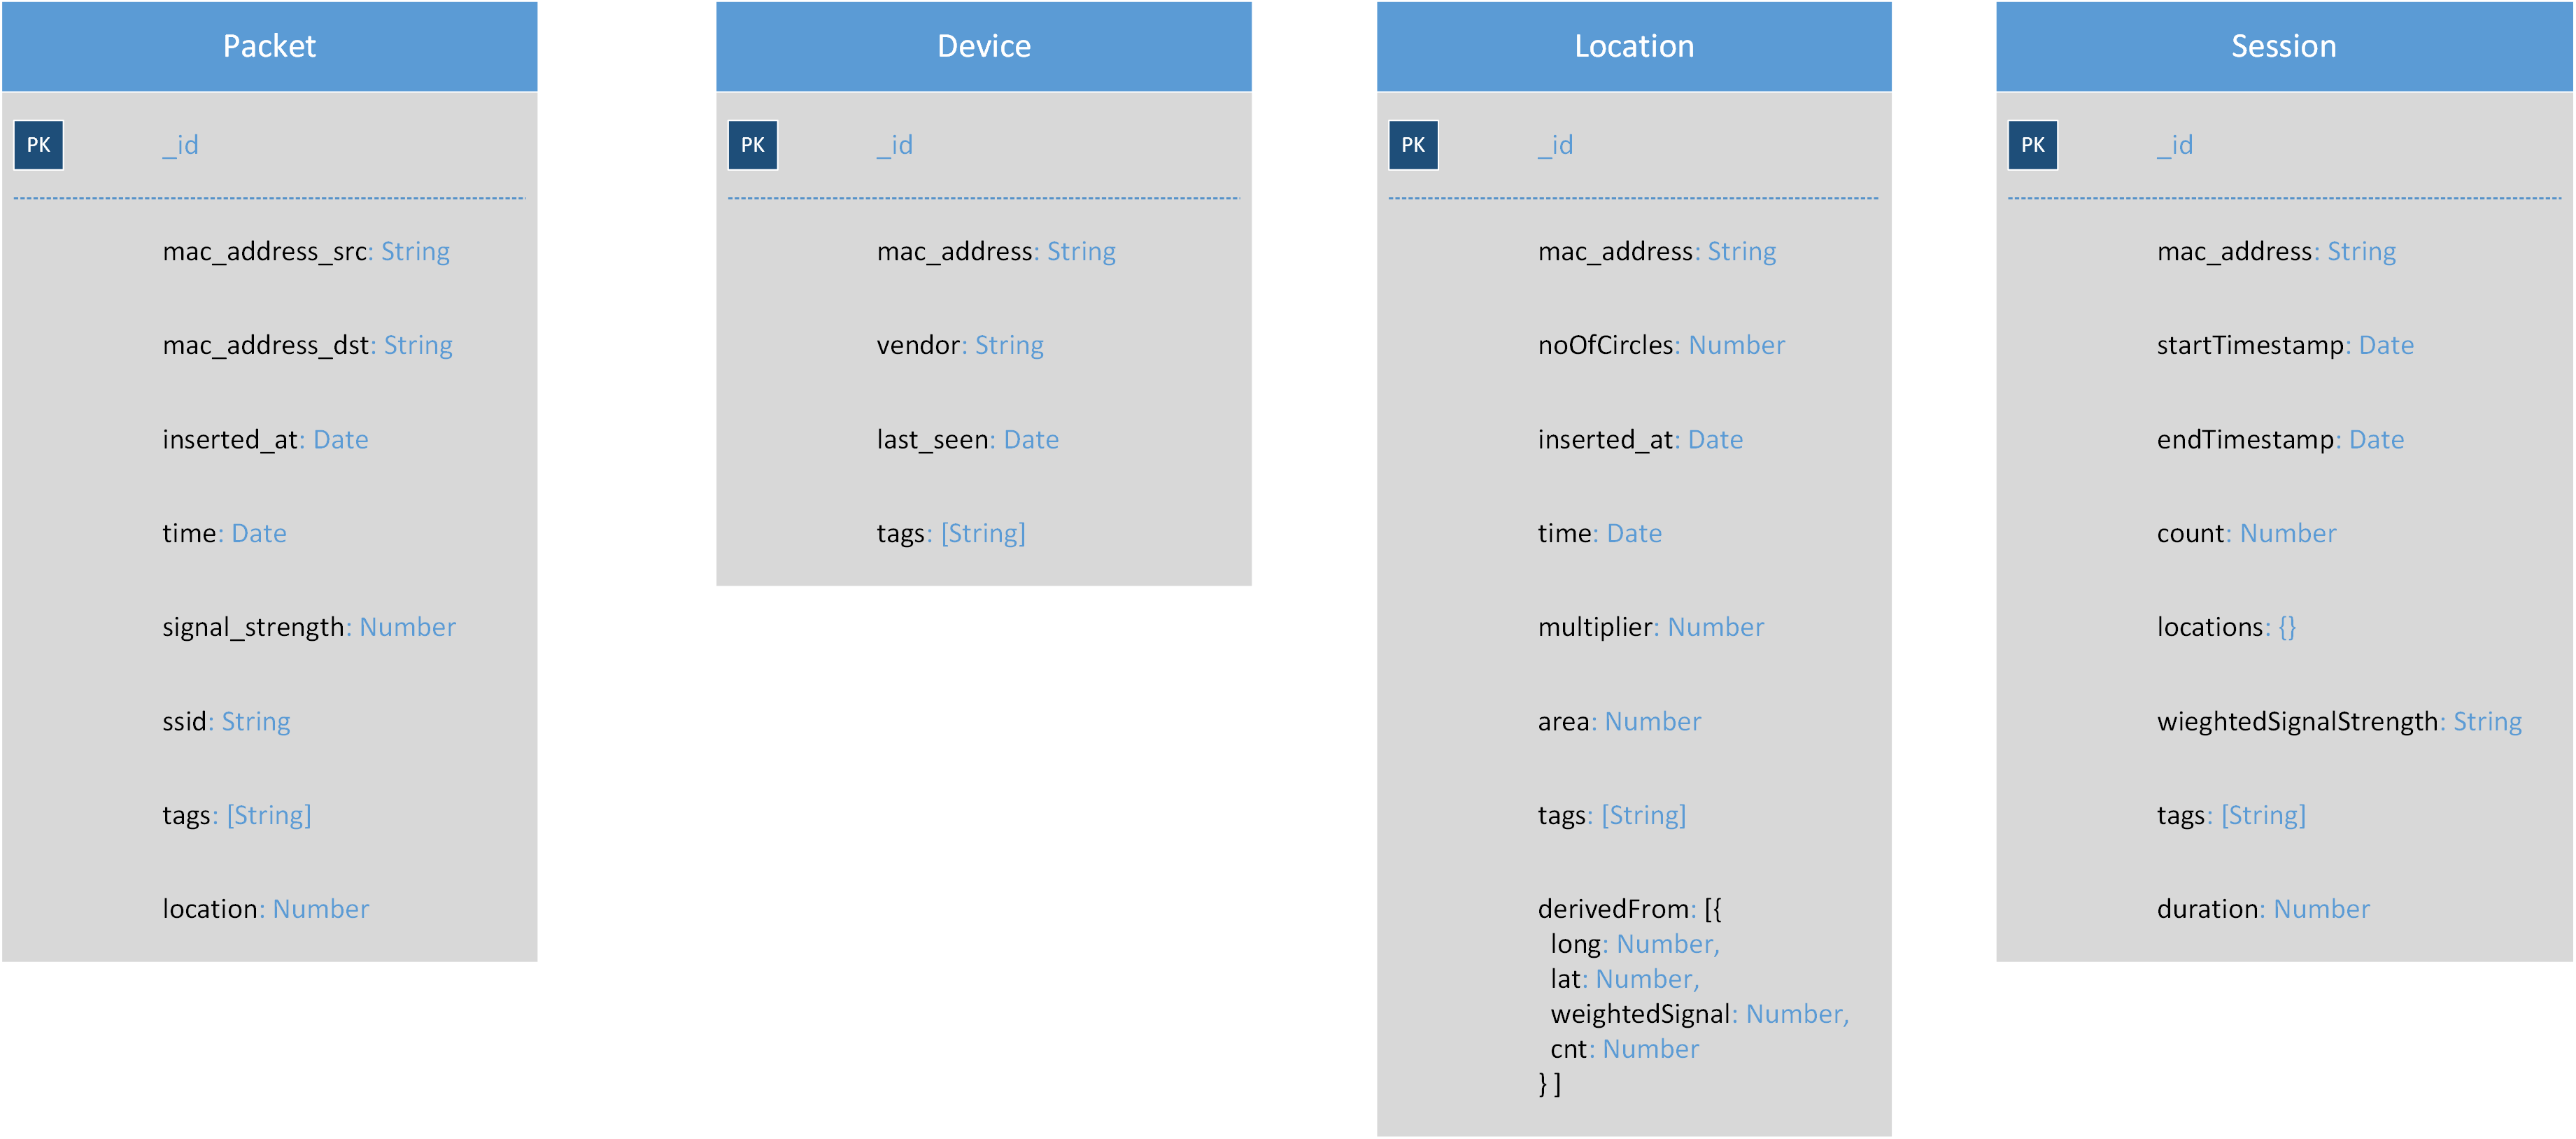 Packet
PK _id
mac_address_src: String
mac_address_dst: String
inserted_at: Date
time: Date
signal_strength: Number
ssid: String
tags: [String]
location: Number
Device
PK _id
mac_address: String
vendor: String
last_seen: Date
tags: [String]
Location
PK _id
mac_address: String
noOfCircles: Number
inserted_at: Date
time: Date
multiplier: Number
area: Number
tags: [String]
derivedFrom: [{
long: Number,
lat: Number,
weightedSignal: Number,
cnt: Number
} ]
Session
PK _id
mac_address: String
startTimestamp: Date
endTimestamp: Date
count: Number
locations: {}
wieghtedSignalStrength: String
tags: [String]
duration: Number